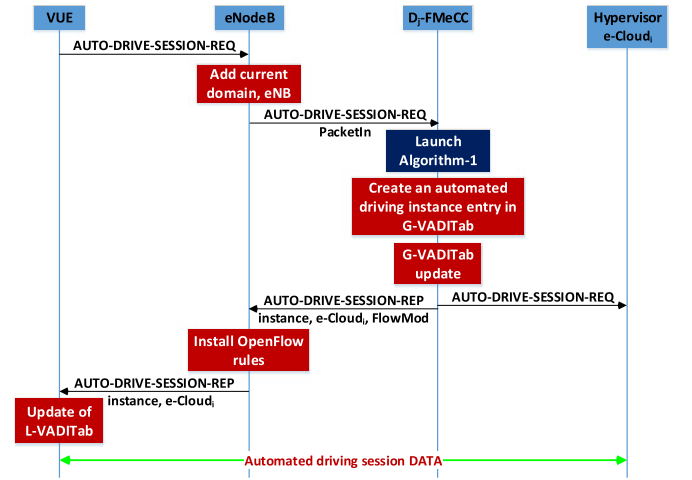 VUE
eNodeB
Dj-FMeCC
Hypervisor
e-Cloudi
AUTO-DRIVE-SESSION-REQ
Add current
domain, eNB
AUTO-DRIVE-SESSION-REQ
PacketIn
Launch
Algorithm-1
Create an automated
driving instance entry in
G-VADITab
G-VADITab
update
AUTO-DRIVE-SESSION-REP
instance, e-Cloudi, FlowMod
AUTO-DRIVE-SESSION-REQ
Install OpenFlow
rules
AUTO-DRIVE-SESSION-REP
instance, e-Cloudi
Update of
L-VADITab
Automated driving session DATA